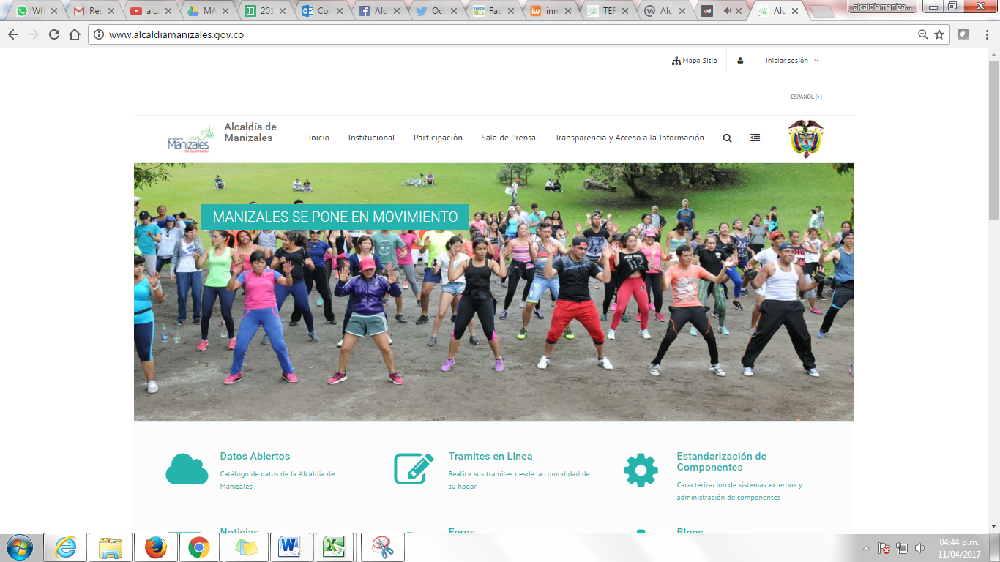 Wh
Rec
alca
MA
201
Co
Alc
Oct
Fac
inn
TEF
Alc
Alc
alcaldiamaniza...
www.alcaldiamanizales.gov.co
Mapa Sitio
Iniciar sesión
ESPAÑOL [+]
Alcaldía de
Manizales
Más Oportunidades
Alcaldía de
Manizales
Inicio Institucional Participación Sala de Prensa Transparencia y Acceso a la Información
MANIZALES SE PONE EN MOVIMIENTO
Datos Abiertos
Catálogo de datos de la Alcaldía de
Manizales
Tramites en Linea
Realice sus trámites desde la comodidad de
su hogar
Estandarización de
Componentes
Caracterización de sistemas externos y
administración de componentes
Noticias Foros Blogs
04:44 p.m.
11/04/2017